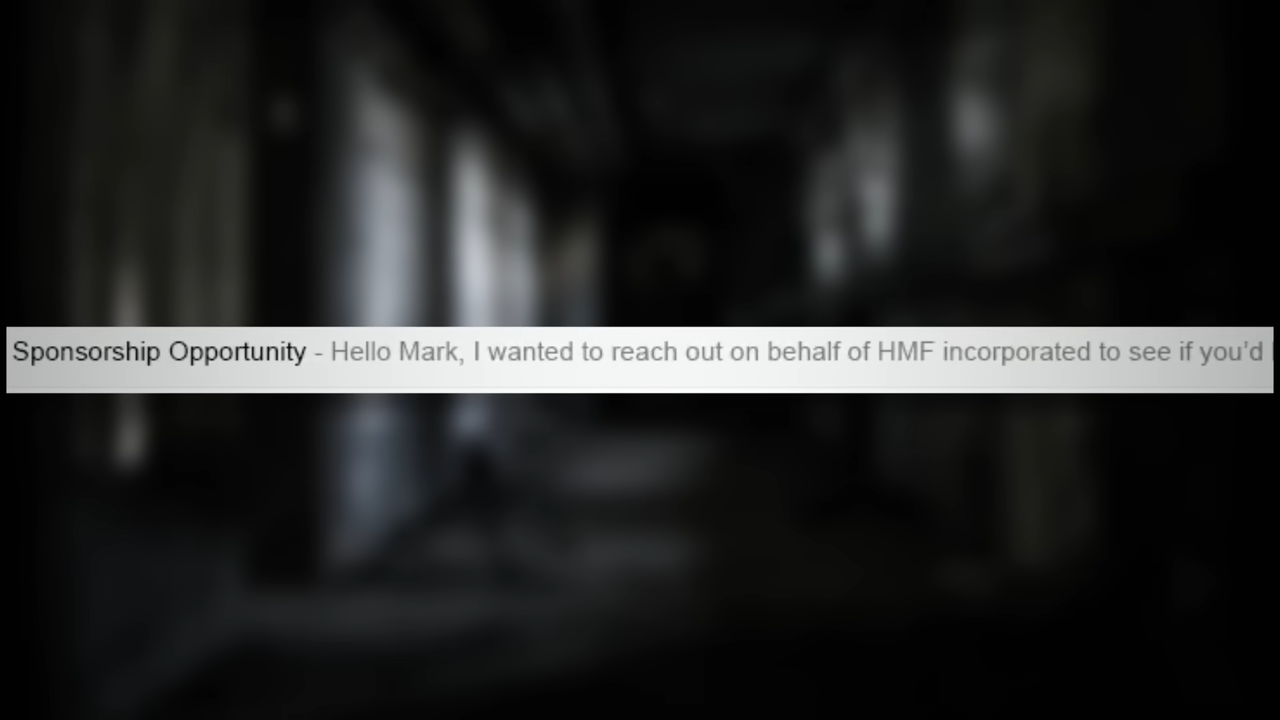 Sponsorship Opportunity - Hello Mark, I wanted to reach out on behalf of HMF incorporated to see if you’d